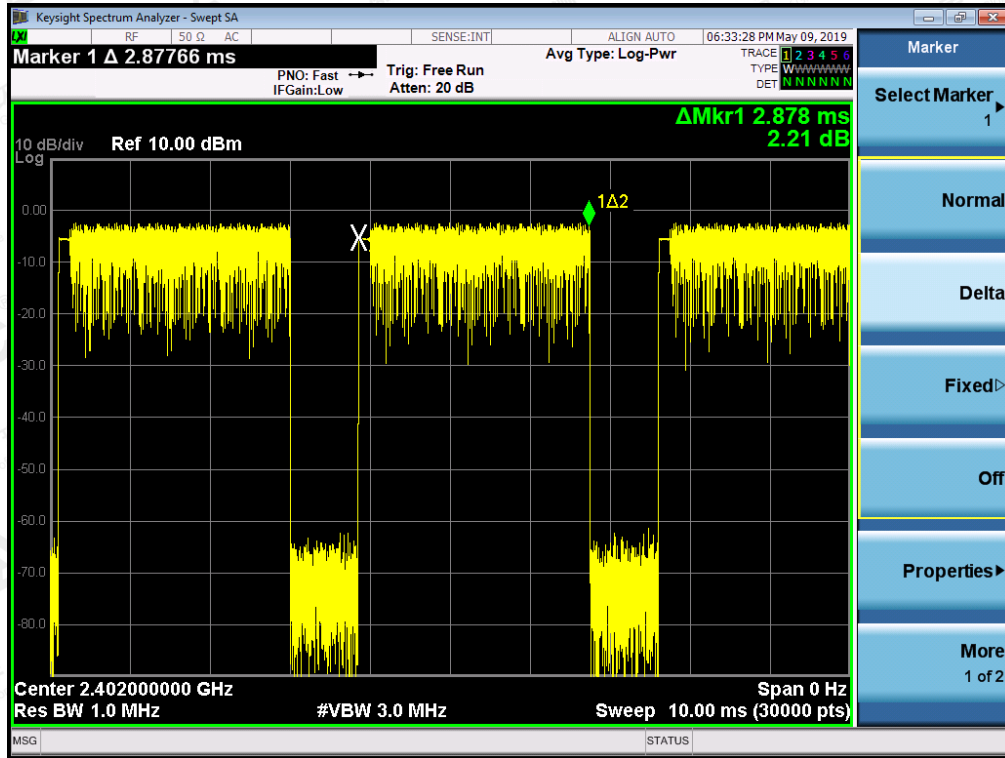 Keysight Spectrum Analyzer - Swept SA
LXI RF 50 Ω AC SENSE:INT ALIGN AUTO 06:33:28 PM May 09, 2019
Marker 1 Δ 2.87766 ms
PNO: Fast
IFGain:Low
Trig: Free Run
Atten: 20 dB
Avg Type: Log-Pwr
TRACE 1 2 3 4 5 6
TYPE WWWWWW
DET N N N N N N
ΔMkr1 2.878 ms
2.21 dB
10 dB/div Ref 10.00 dBm
Log
1Δ2
0.00
-10.0
-20.0
-30.0
-40.0
-50.0
-60.0
-70.0
-80.0
Center 2.402000000 GHz Span 0 Hz
Res BW 1.0 MHz #VBW 3.0 MHz Sweep 10.00 ms (30000 pts)
MSG STATUS
Marker
Select Marker
1
Normal
Delta
Fixed
Off
Properties
More
1 of 2